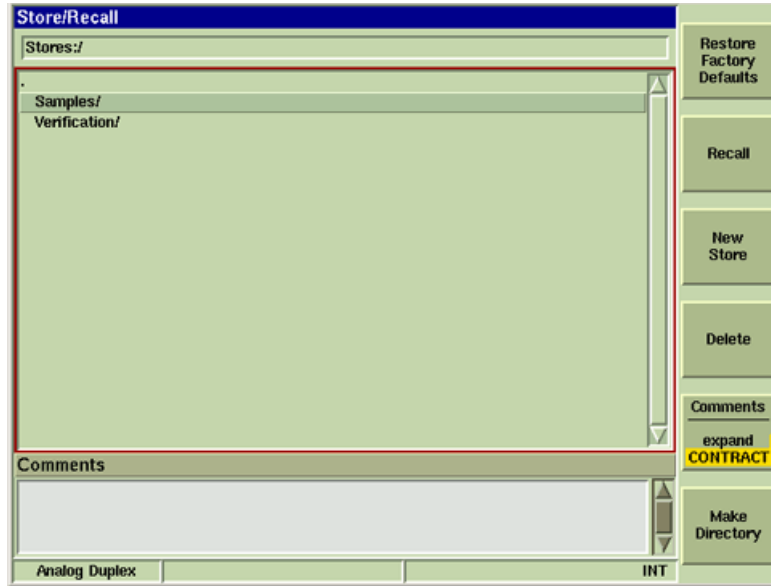 Store/Recall
Stores:/
.
Samples/
Verification/
Comments
Analog Duplex
INT
Restore
Factory
Defaults
Recall
New
Store
Delete
Comments
expand
CONTRACT
Make
Directory